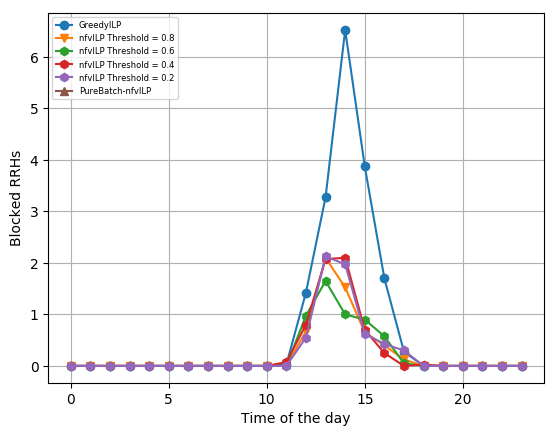 GreedyILP
nfvILP Threshold = 0.8
nfvILP Threshold = 0.6
nfvILP Threshold = 0.4
nfvILP Threshold = 0.2
PureBatch-nfvILP
6
5
4
3
2
1
0
Blocked RRHs
0 5 10 15 20
Time of the day